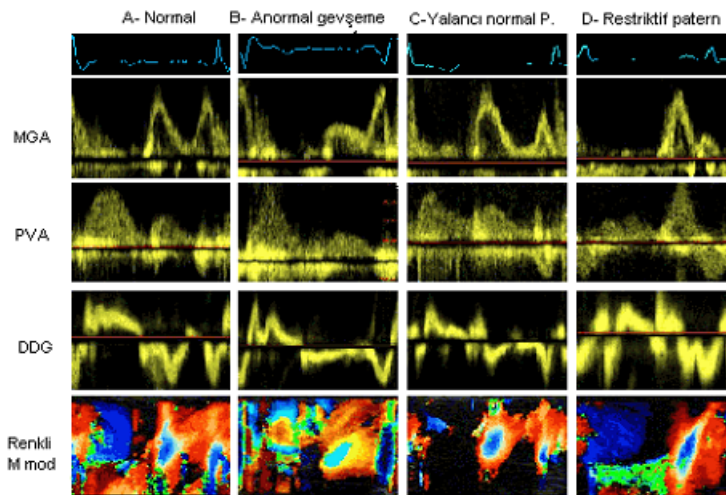 A- Normal
B- Anormal gevşeme
C-Yalancı normal P.
D- Restriktif patern
MGA
PVA
DDG
Renkli
M mod